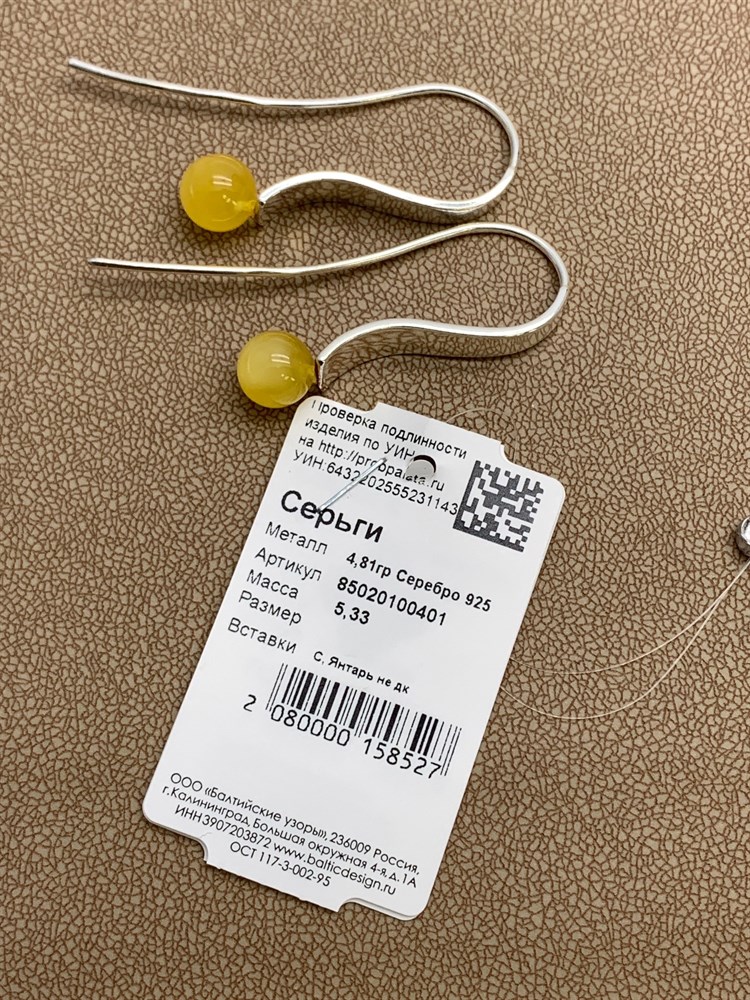 Проверка подлинности
изделия по УИН
на http://probpalata.ru
УИН:6432202555231143
Серьги
Металл 4,81гр Серебро 925
Артикул 85020100401
Масса 5,33
Размер
Вставки С, Янтарь не дк
2 080000 158527
ООО «Балтийские узоры», 236009 Россия,
г.Калининград, Большая окружная 4-я, д.1А
ИНН3907203872 www.balticdesign.ru
ОСТ 117-3-002-95